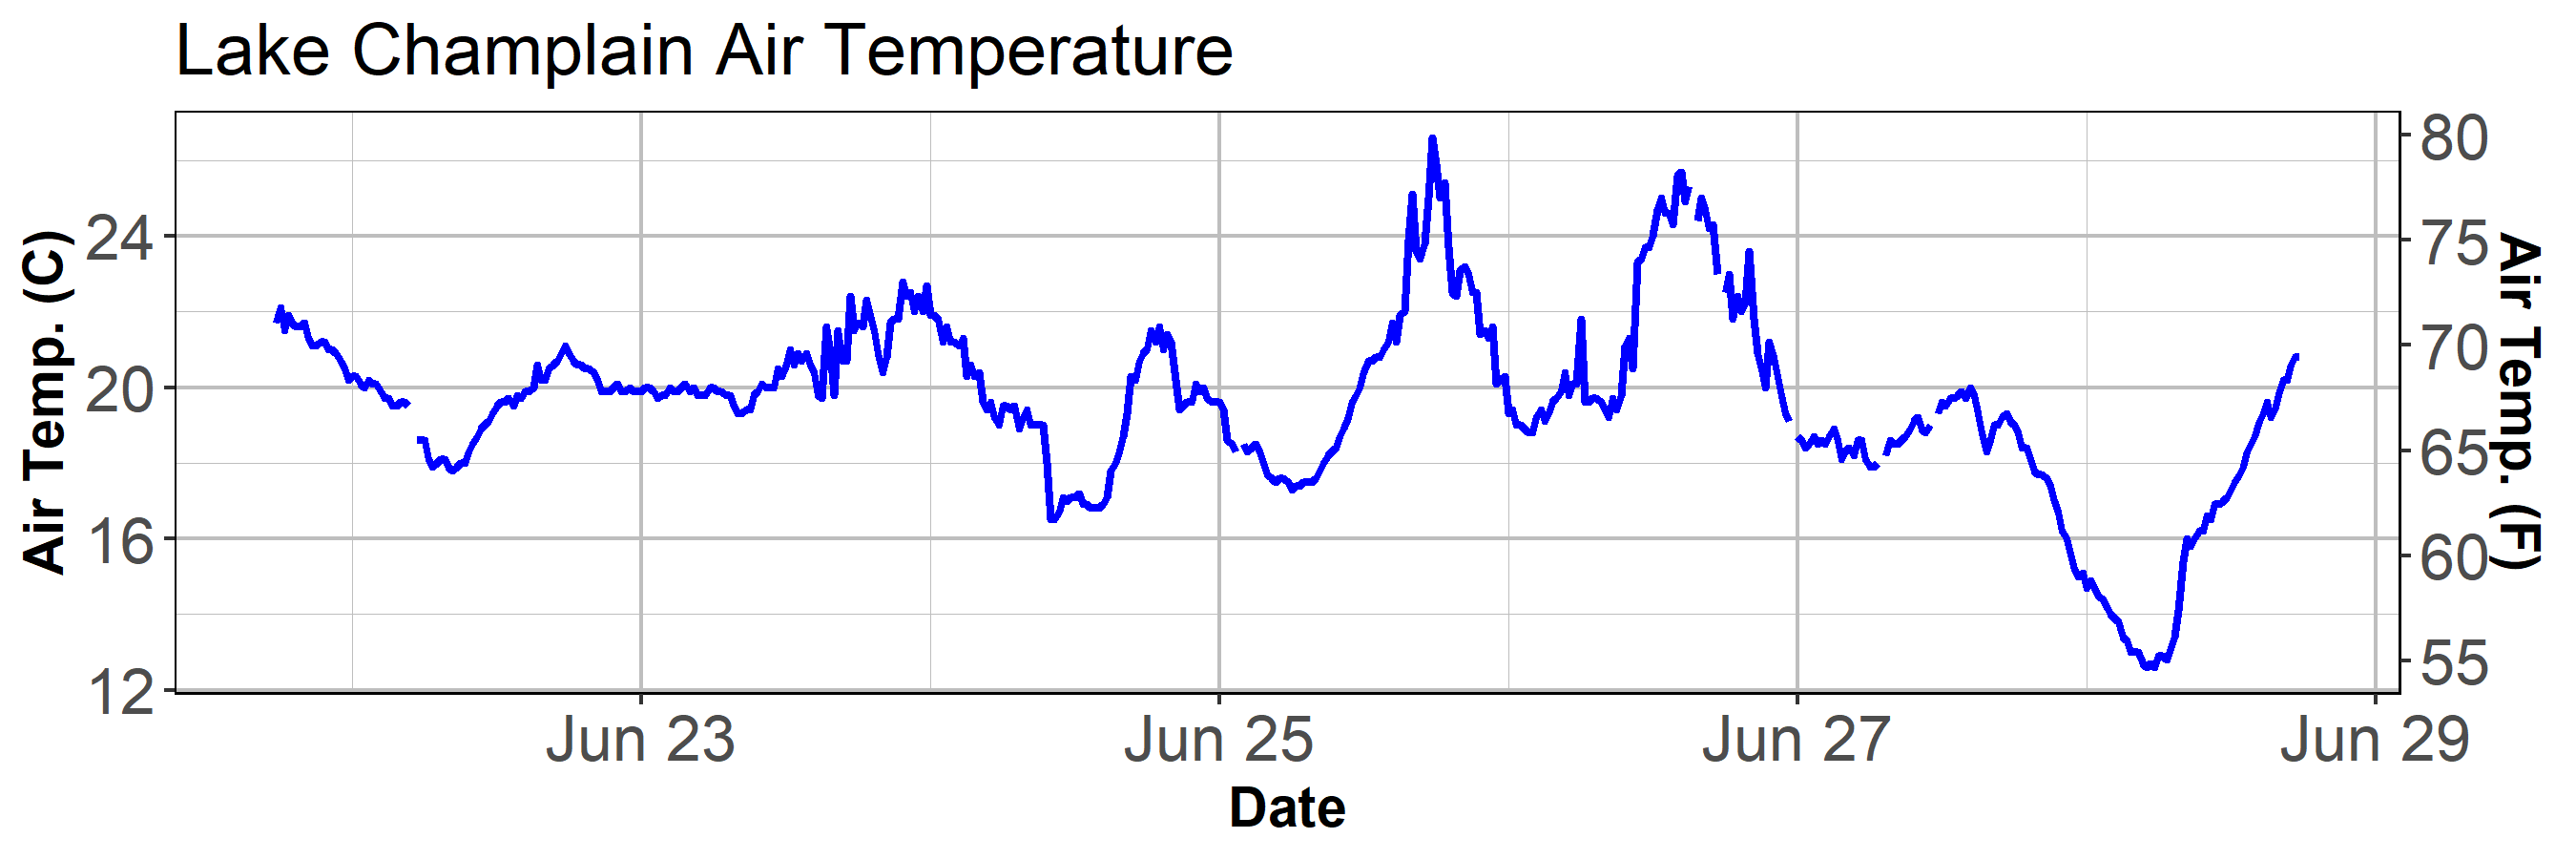 Lake Champlain Air Temperature
Air Temp. (C)
24
20
16
12
80
75
70
65
60
55
Air Temp. (F)
Jun 23
Jun 25
Jun 27
Jun 29
Date